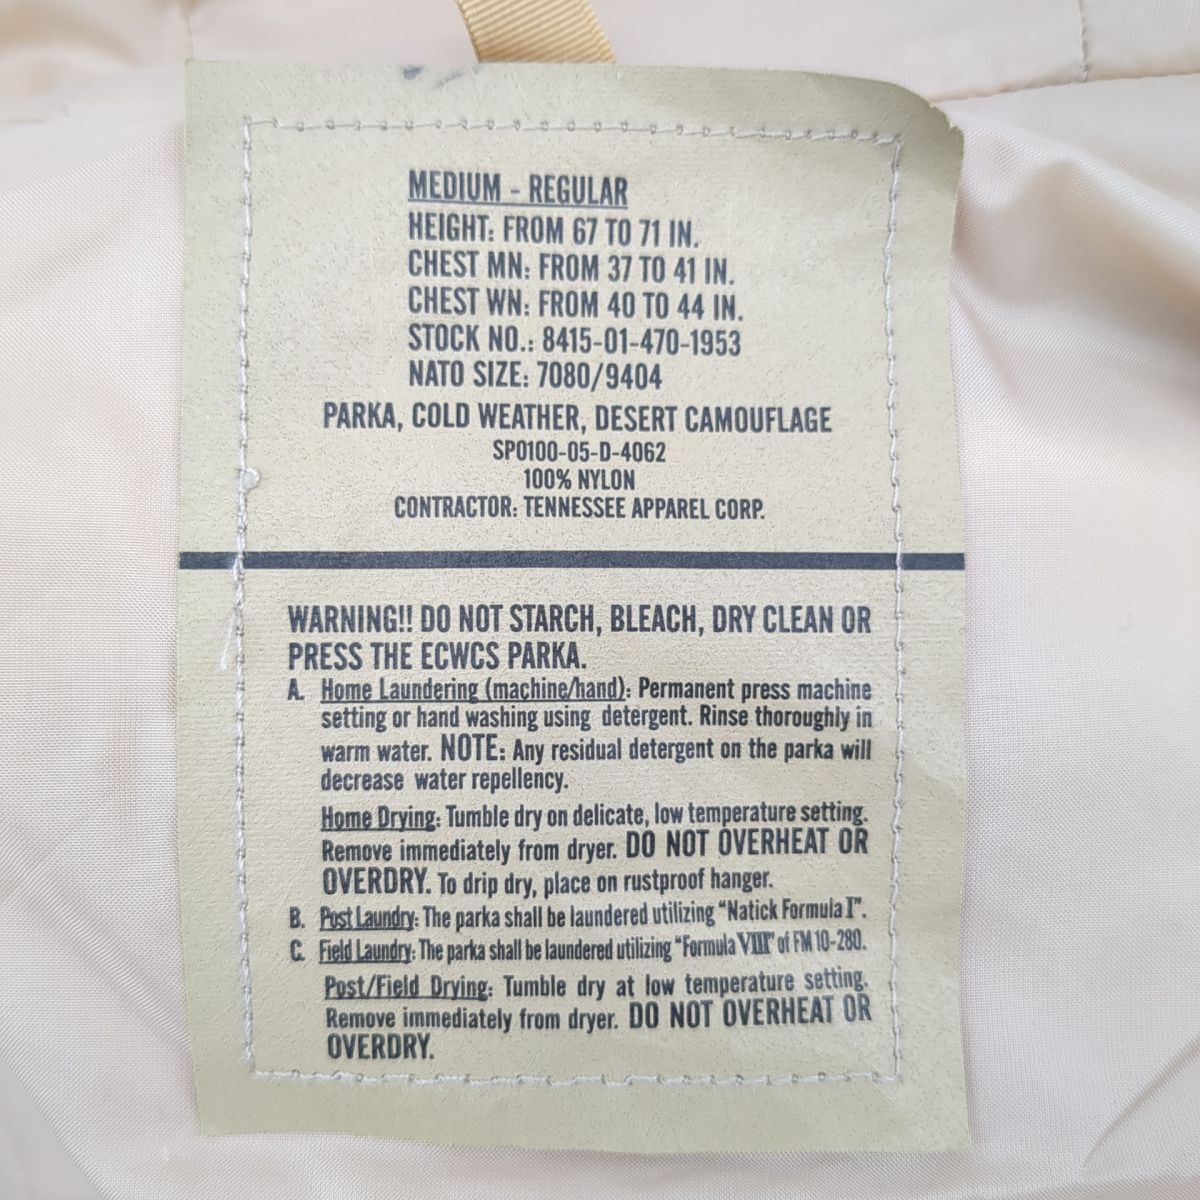 MEDIUM - REGULAR
HEIGHT: FROM 67 TO 71 IN.
CHEST MN: FROM 37 TO 41 IN.
CHEST WN: FROM 40 TO 44 IN.
STOCK NO.: 8415-01-470-1953
NATO SIZE: 7080/9404
PARKA, COLD WEATHER, DESERT CAMOUFLAGE
SP0100-05-D-4062
100% NYLON
CONTRACTOR: TENNESSEE APPAREL CORP.
WARNING!! DO NOT STARCH, BLEACH, DRY CLEAN OR
PRESS THE ECWCS PARKA.
A. Home Laundering (machine/hand): Permanent press machine
setting or hand washing using detergent. Rinse thoroughly in
warm water. NOTE: Any residual detergent on the parka will
decrease water repellency.
Home Drying: Tumble dry on delicate, low temperature setting.
Remove immediately from dryer. DO NOT OVERHEAT OR
OVERDRY. To drip dry, place on rustproof hanger.
B. Post Laundry: The parka shall be laundered utilizing "Natick Formula I".
C. Field Laundry: The parka shall be laundered utilizing "Formula VIII" of FM 10-280.
Post/Field Drying: Tumble dry at low temperature setting.
Remove immediately from dryer. DO NOT OVERHEAT OR
OVERDRY.